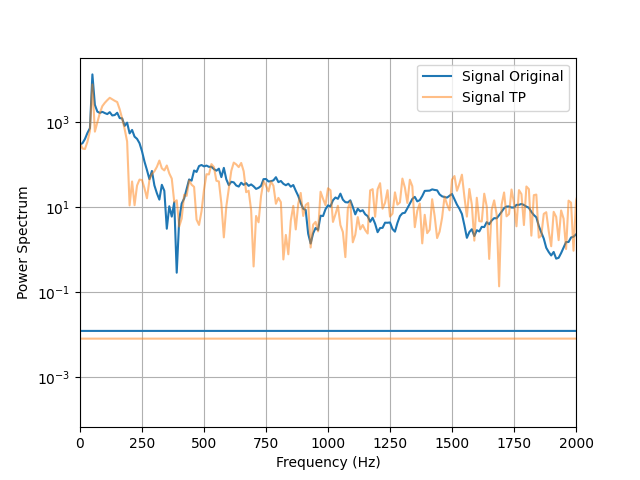 Signal Original
Signal TP
Power Spectrum
10³
10¹
10⁻¹
10⁻³
0 250 500 750 1000 1250 1500 1750 2000
Frequency (Hz)